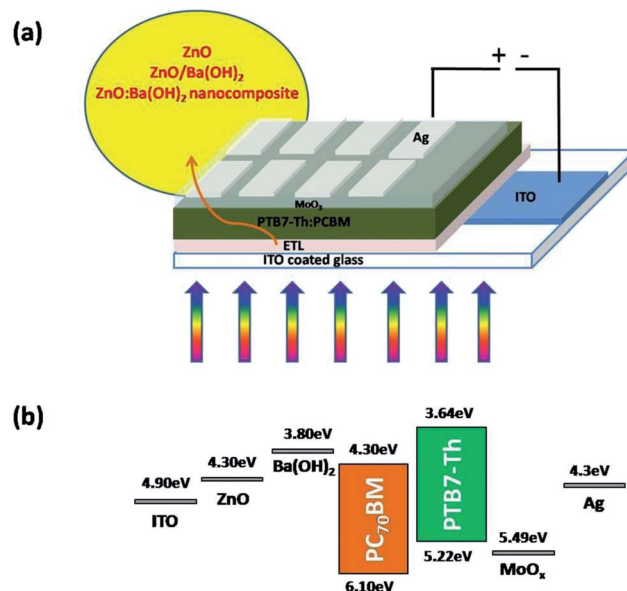 (a)
ZnO
ZnO/Ba(OH)₂
ZnO:Ba(OH)₂ nanocomposite
+ -
Ag
MoO₃
ITO
PTB7-Th:PCBM
ETL
ITO coated glass
(b)
4.90eV
ITO
4.30eV
ZnO
3.80eV
Ba(OH)₂
4.30eV
PC₇₀BM
6.10eV
3.64eV
PTB7-Th
5.22eV
5.49eV
MoOₓ
4.3eV
Ag